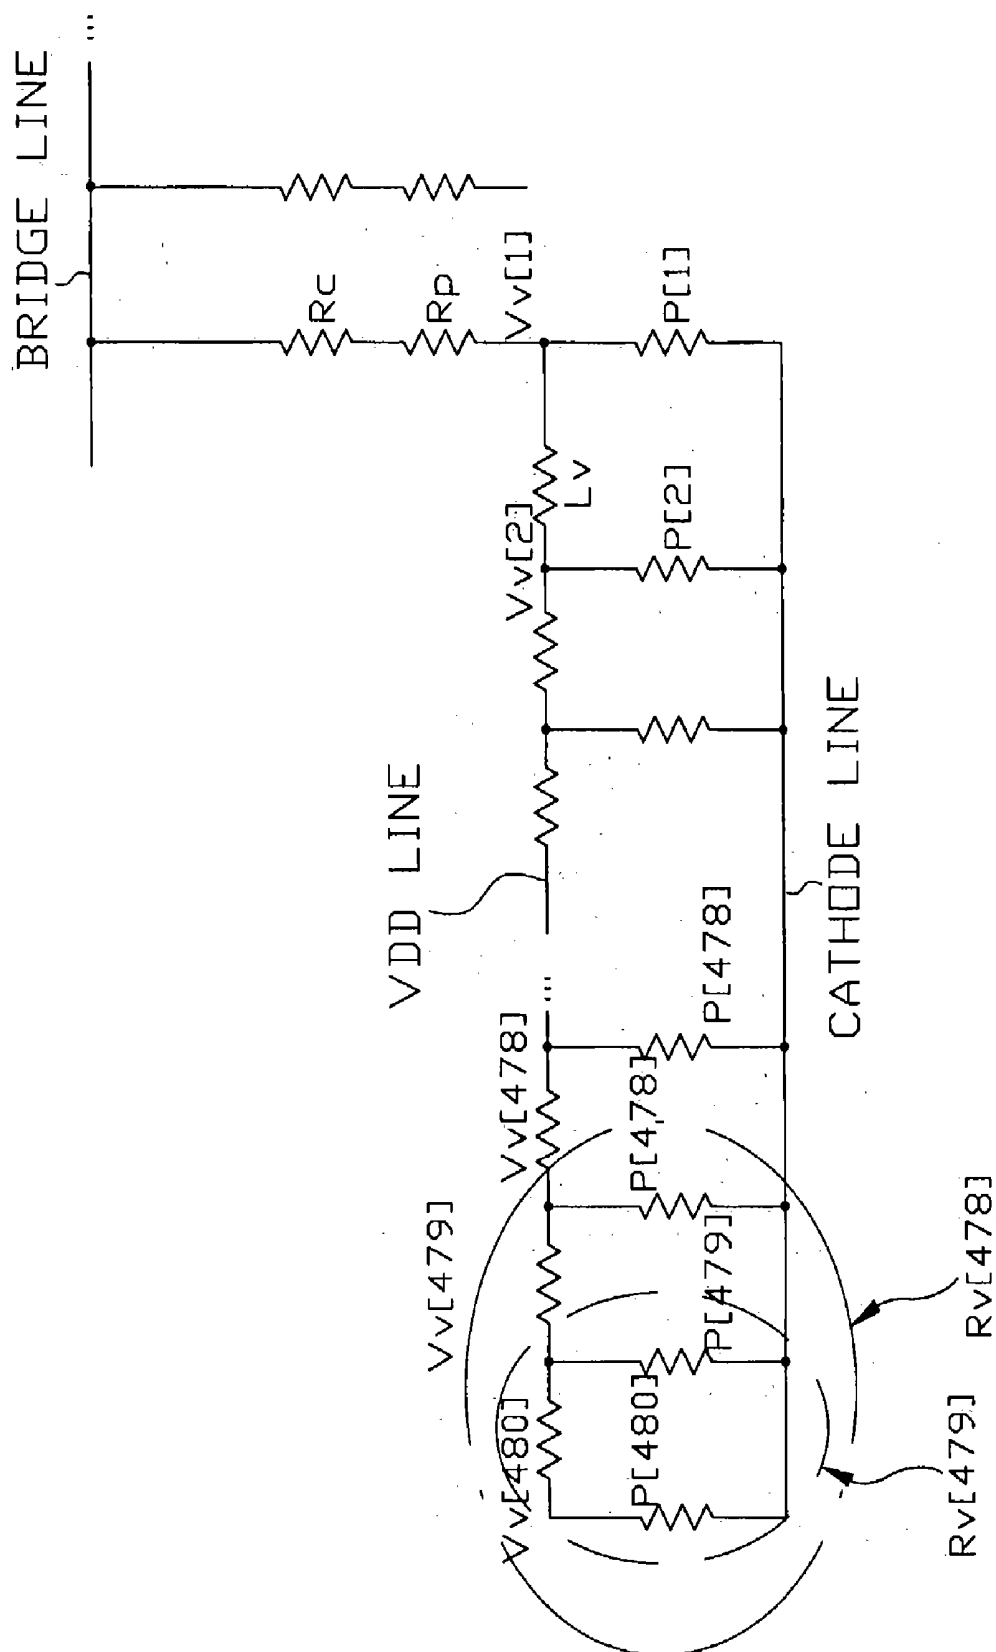 BRIDGE LINE
...
Rc
Rp
Vv[1]
P[1]
Lv
Vv[2]
P[2]
VDD LINE
CATHODE LINE
...
Vv[478]
P[478]
P[478]
Vv[479]
P[479]
Vv[480]
P[480]
Rv[478]
Rv[479]